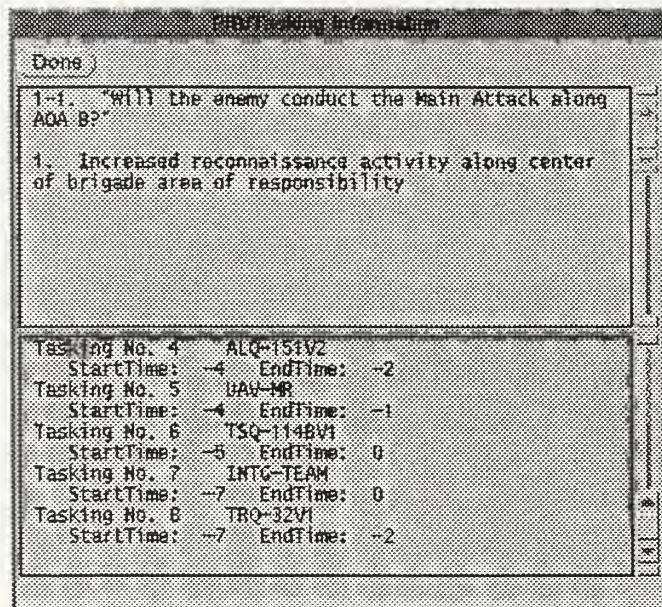 PRD/Tasking Information
Done
1-1. "Will the enemy conduct the Main Attack along
AOA B?"
1. Increased reconnaissance activity along center
of brigade area of responsibility
Tasking No. 4 ALQ-151V2
StartTime: -4 EndTime: -2
Tasking No. 5 UAV-MR
StartTime: -4 EndTime: -1
Tasking No. 6 TSQ-114BV1
StartTime: -5 EndTime: 0
Tasking No. 7 INTG-TEAM
StartTime: -7 EndTime: 0
Tasking No. 8 TRQ-32V1
StartTime: -7 EndTime: -2